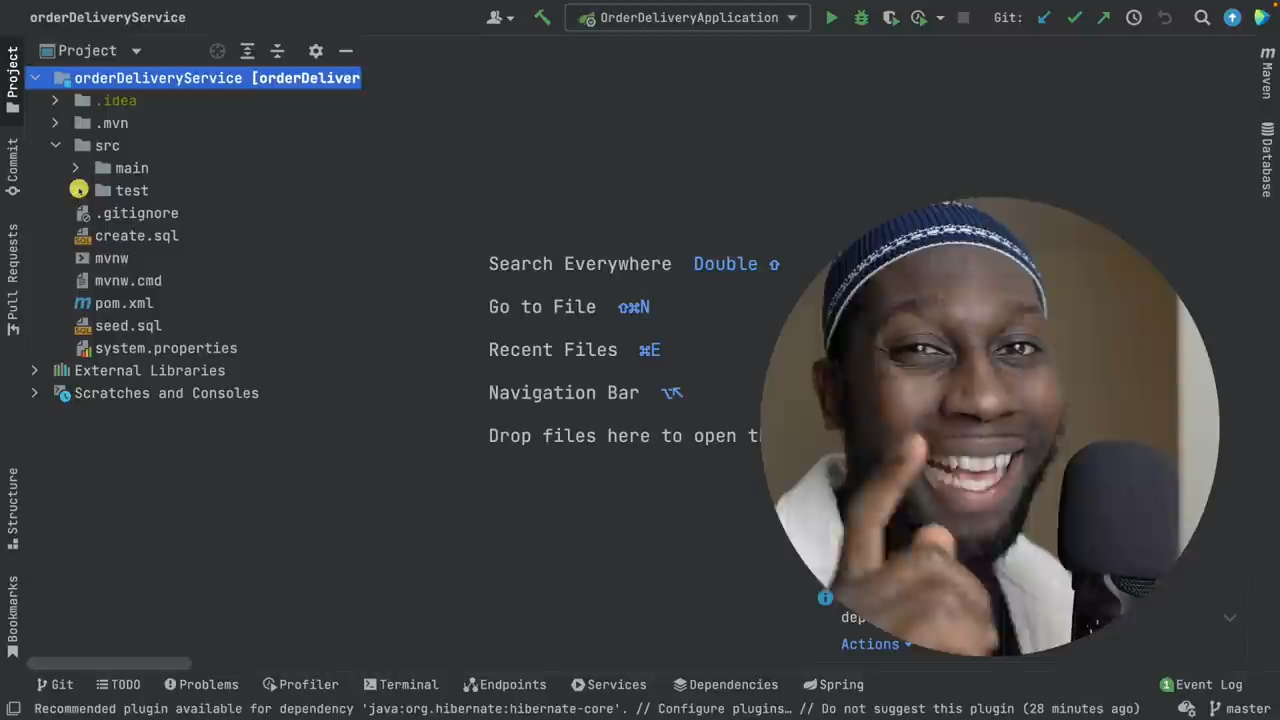 orderDeliveryService
OrderDeliveryApplication
Git:
Project
Project
orderDeliveryService [orderDeliver
.idea
.mvn
src
main
test
.gitignore
create.sql
mvnw
mvnw.cmd
pom.xml
seed.sql
system.properties
External Libraries
Scratches and Consoles
Commit
Pull Requests
Structure
Bookmarks
Search Everywhere Double ⇧
Go to File ⇧⌘N
Recent Files ⌘E
Navigation Bar ⌥↖
Drop files here to open t
dep
Actions
Maven
Database
Git TODO Problems Profiler Terminal Endpoints Services Dependencies Spring 1 Event Log
Recommended plugin available for dependency 'java:org.hibernate:hibernate-core'. // Configure plugins… // Do not suggest this plugin (28 minutes ago) master